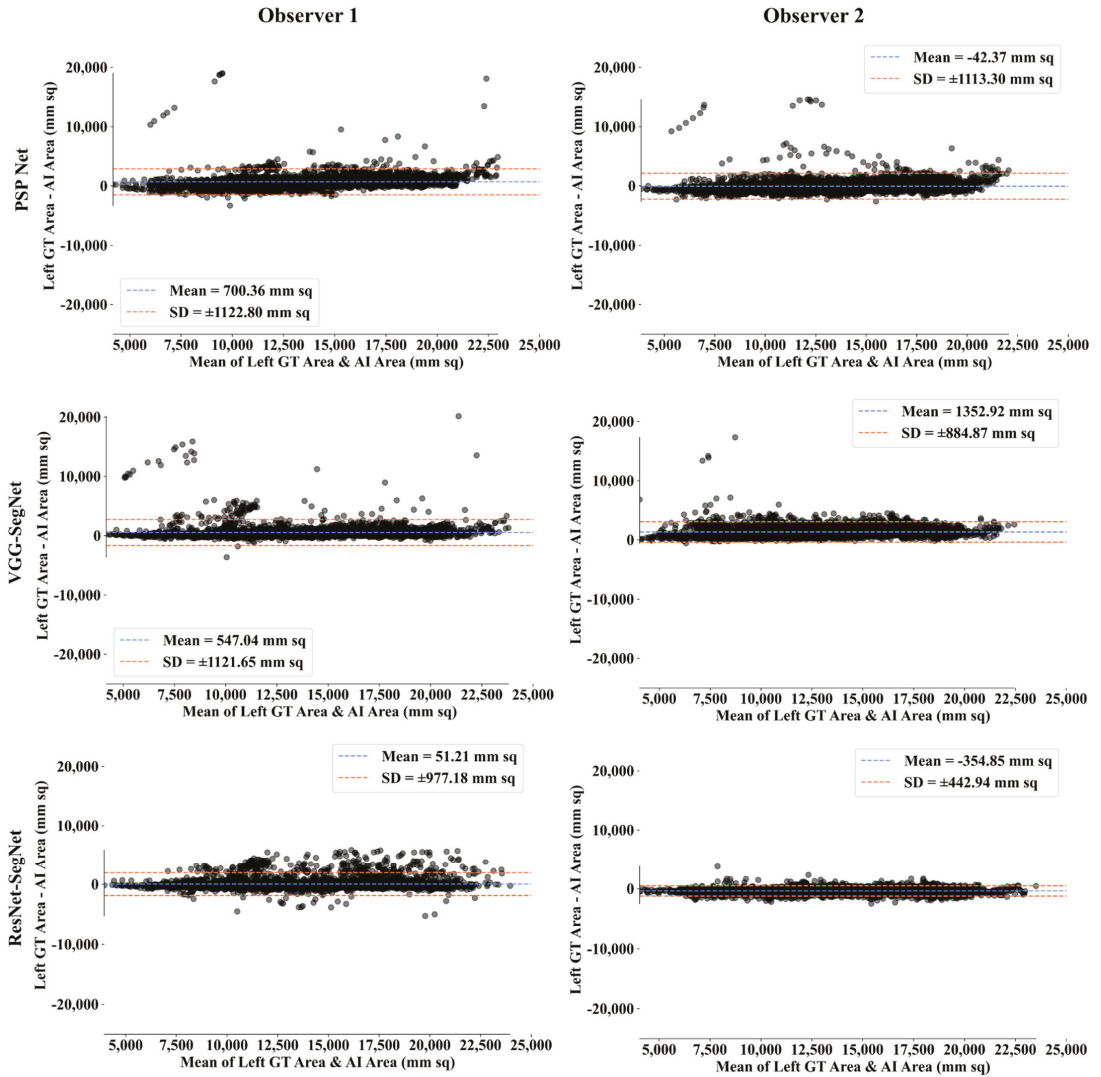 Observer 1
Observer 2
PSP Net
Left GT Area - AI Area (mm sq)
20,000
10,000
0
-10,000
-20,000
Mean = 700.36 mm sq
SD = ±1122.80 mm sq
5,000 7,500 10,000 12,500 15,000 17,500 20,000 22,500 25,000
Mean of Left GT Area & AI Area (mm sq)
Left GT Area - AI Area (mm sq)
20,000
10,000
0
-10,000
-20,000
Mean = -42.37 mm sq
SD = ±1113.30 mm sq
5,000 7,500 10,000 12,500 15,000 17,500 20,000 22,500 25,000
Mean of Left GT Area & AI Area (mm sq)
VGG-SegNet
Left GT Area - AI Area (mm sq)
20,000
10,000
0
-10,000
-20,000
Mean = 547.04 mm sq
SD = ±1121.65 mm sq
5,000 7,500 10,000 12,500 15,000 17,500 20,000 22,500 25,000
Mean of Left GT Area & AI Area (mm sq)
Left GT Area - AI Area (mm sq)
20,000
10,000
0
-10,000
-20,000
Mean = 1352.92 mm sq
SD = ±884.87 mm sq
5,000 7,500 10,000 12,500 15,000 17,500 20,000 22,500 25,000
Mean of Left GT Area & AI Area (mm sq)
ResNet-SegNet
Left GT Area - AI Area (mm sq)
20,000
10,000
0
-10,000
-20,000
Mean = 51.21 mm sq
SD = ±977.18 mm sq
5,000 7,500 10,000 12,500 15,000 17,500 20,000 22,500 25,000
Mean of Left GT Area & AI Area (mm sq)
Left GT Area - AI Area (mm sq)
20,000
10,000
0
-10,000
-20,000
Mean = -354.85 mm sq
SD = ±442.94 mm sq
5,000 7,500 10,000 12,500 15,000 17,500 20,000 22,500 25,000
Mean of Left GT Area & AI Area (mm sq)